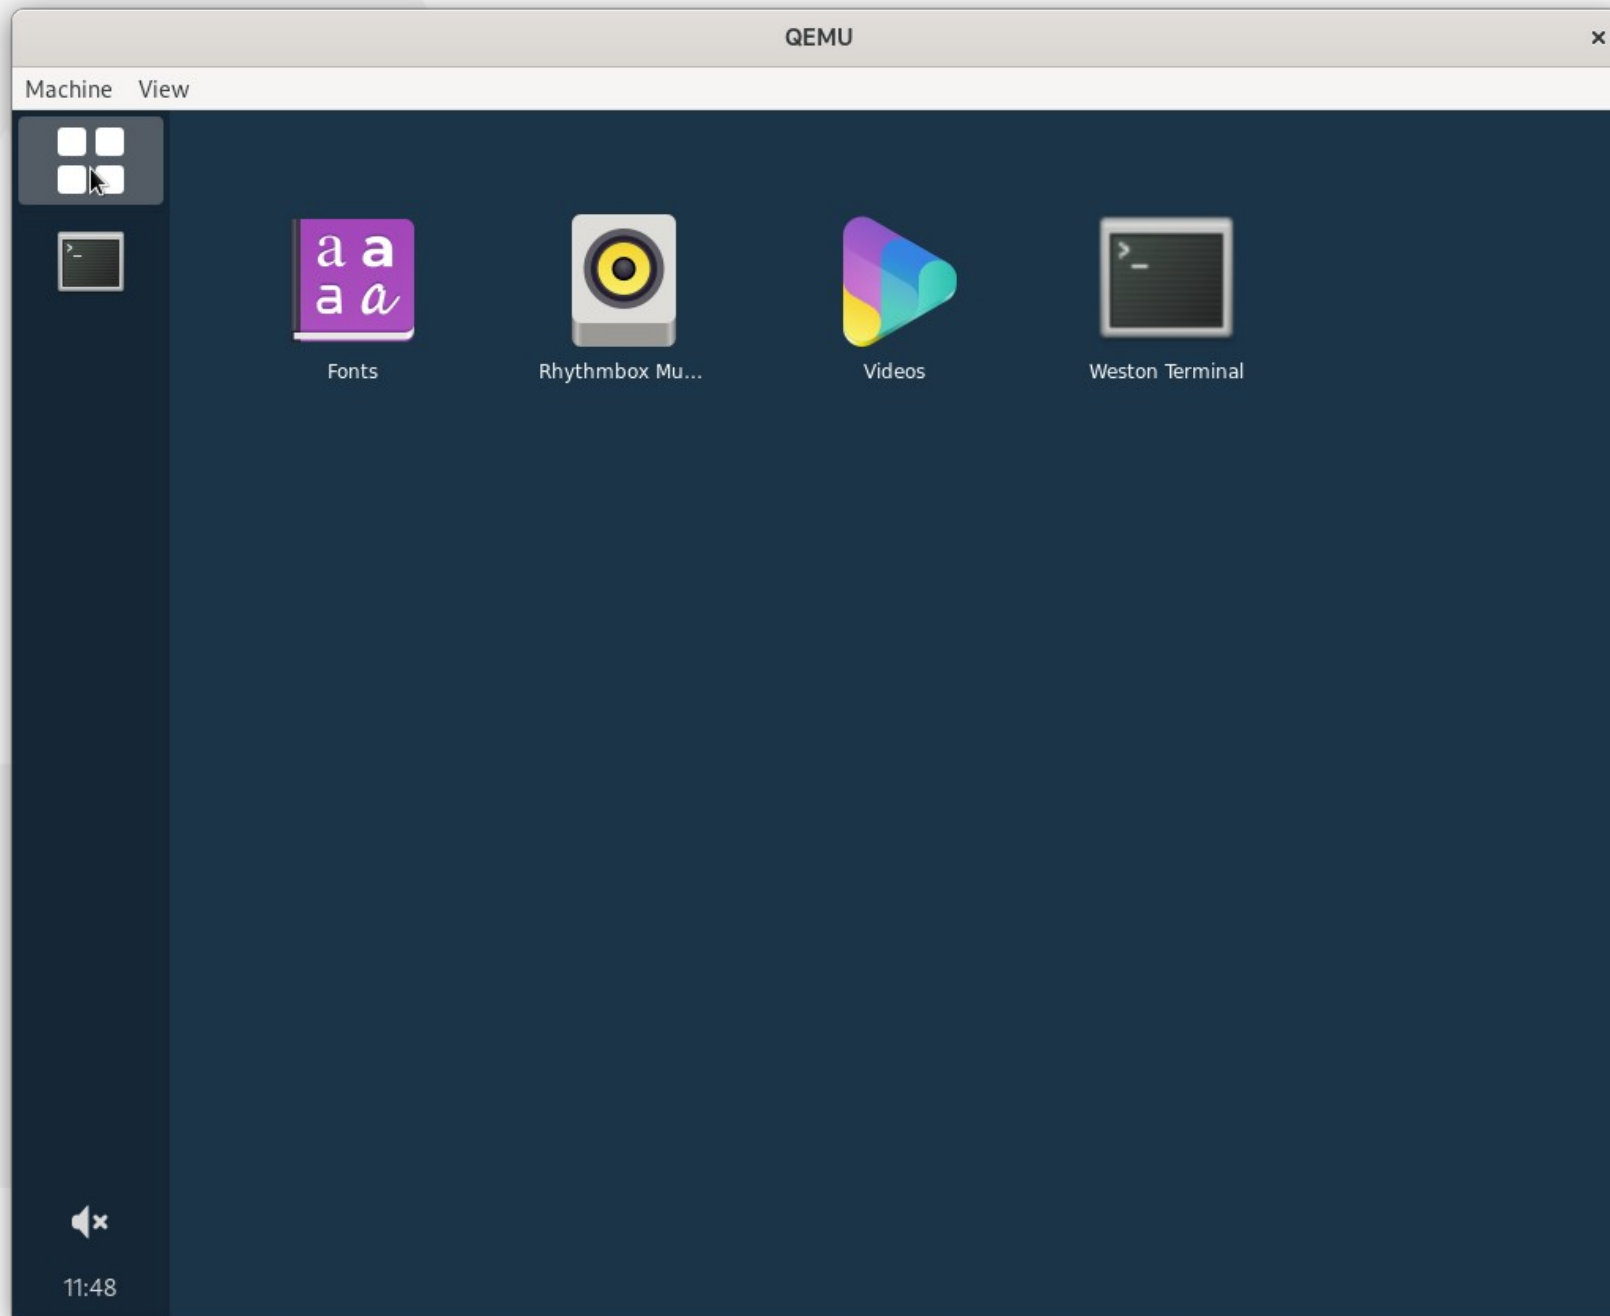 QEMU
Machine View
a a
a a
>_
>_
Fonts
Rhythmbox Mu...
Videos
Weston Terminal
11:48